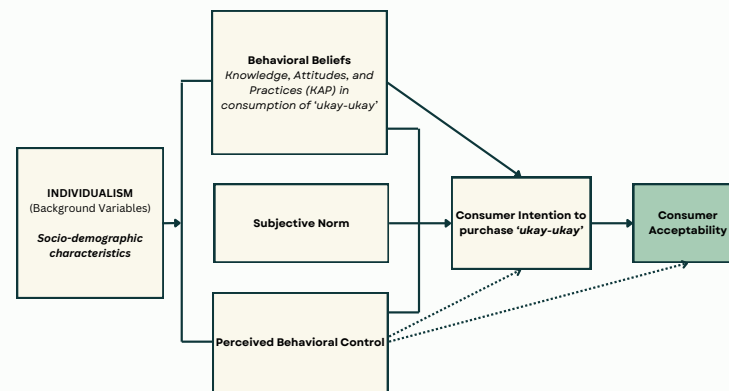 Behavioral Beliefs
Knowledge, Attitudes, and
Practices (KAP) in
consumption of ‘ukay-ukay’
INDIVIDUALISM
(Background Variables)
Socio-demographic
characteristics
Subjective Norm
Consumer Intention to
purchase ‘ukay-ukay’
Consumer
Acceptability
Perceived Behavioral Control